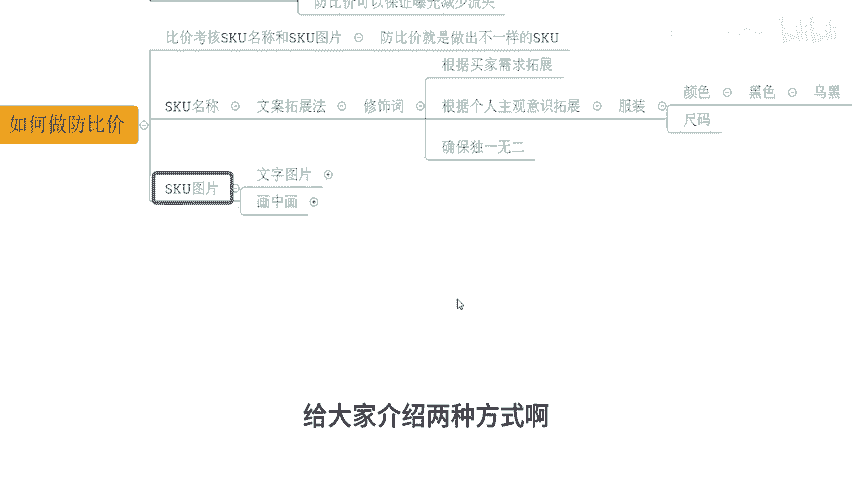 防比价可以保证曝光减少流失
比价考核SKU名称和SKU图片 防比价就是做出不一样的SKU
根据买家需求拓展
颜色 黑色 乌黑
SKU名称 文案拓展法 修饰词 根据个人主观意识拓展 服装
如何做防比价
尺码
确保独一无二
文字图片
SKU图片
画中画
给大家介绍两种方式啊